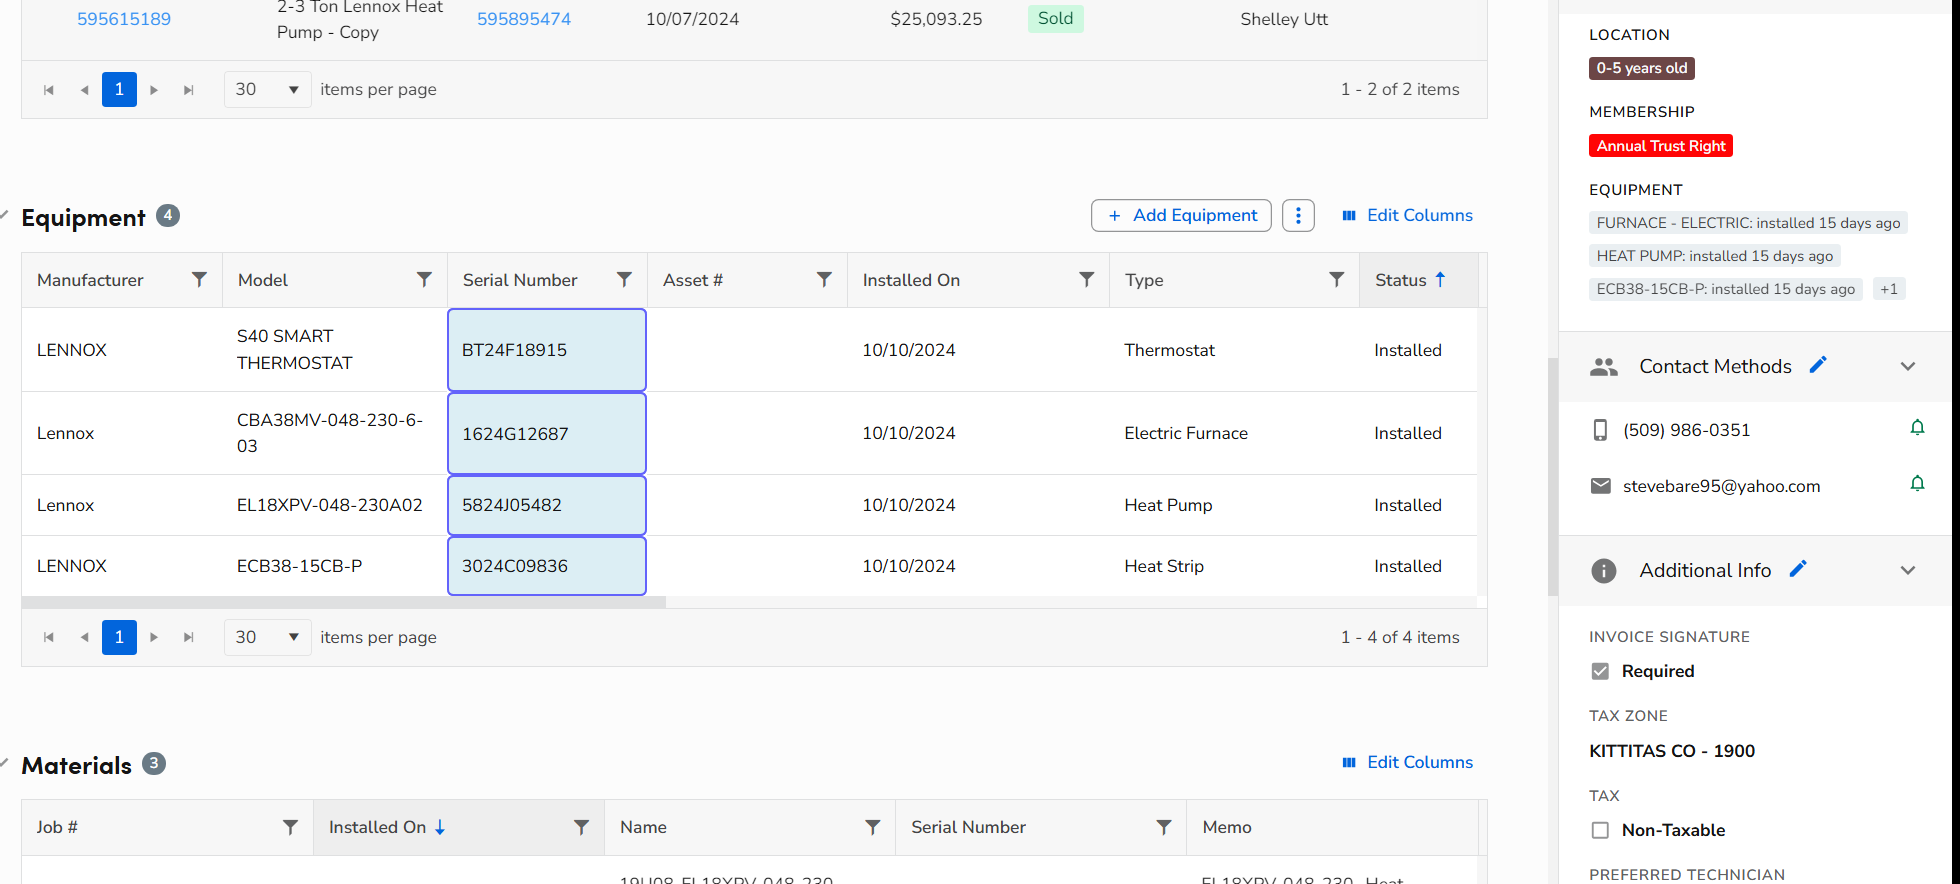 595615189
2-3 Ton Lennox Heat
Pump - Copy
595895474
10/07/2024
$25,093.25
Sold
Shelley Utt
1
30
items per page
1 - 2 of 2 items
Equipment 4
+ Add Equipment
Edit Columns
Manufacturer Model Serial Number Asset # Installed On Type Status
LENNOX
S40 SMART
THERMOSTAT
BT24F18915
10/10/2024
Thermostat
Installed
Lennox
CBA38MV-048-230-6-
03
1624G12687
10/10/2024
Electric Furnace
Installed
Lennox EL18XPV-048-230A02 5824J05482 10/10/2024 Heat Pump Installed
LENNOX ECB38-15CB-P 3024C09836 10/10/2024 Heat Strip Installed
1
30
items per page
1 - 4 of 4 items
Materials 3
Edit Columns
Job # Installed On Name Serial Number Memo
19U08-EL18XPV-048-230 EL18XPV-048-230 Heat
LOCATION
0-5 years old
MEMBERSHIP
Annual Trust Right
EQUIPMENT
FURNACE - ELECTRIC: installed 15 days ago
HEAT PUMP: installed 15 days ago
ECB38-15CB-P: installed 15 days ago +1
Contact Methods
(509) 986-0351
stevebare95@yahoo.com
Additional Info
INVOICE SIGNATURE
Required
TAX ZONE
KITTITAS CO - 1900
TAX
Non-Taxable
PREFERRED TECHNICIAN